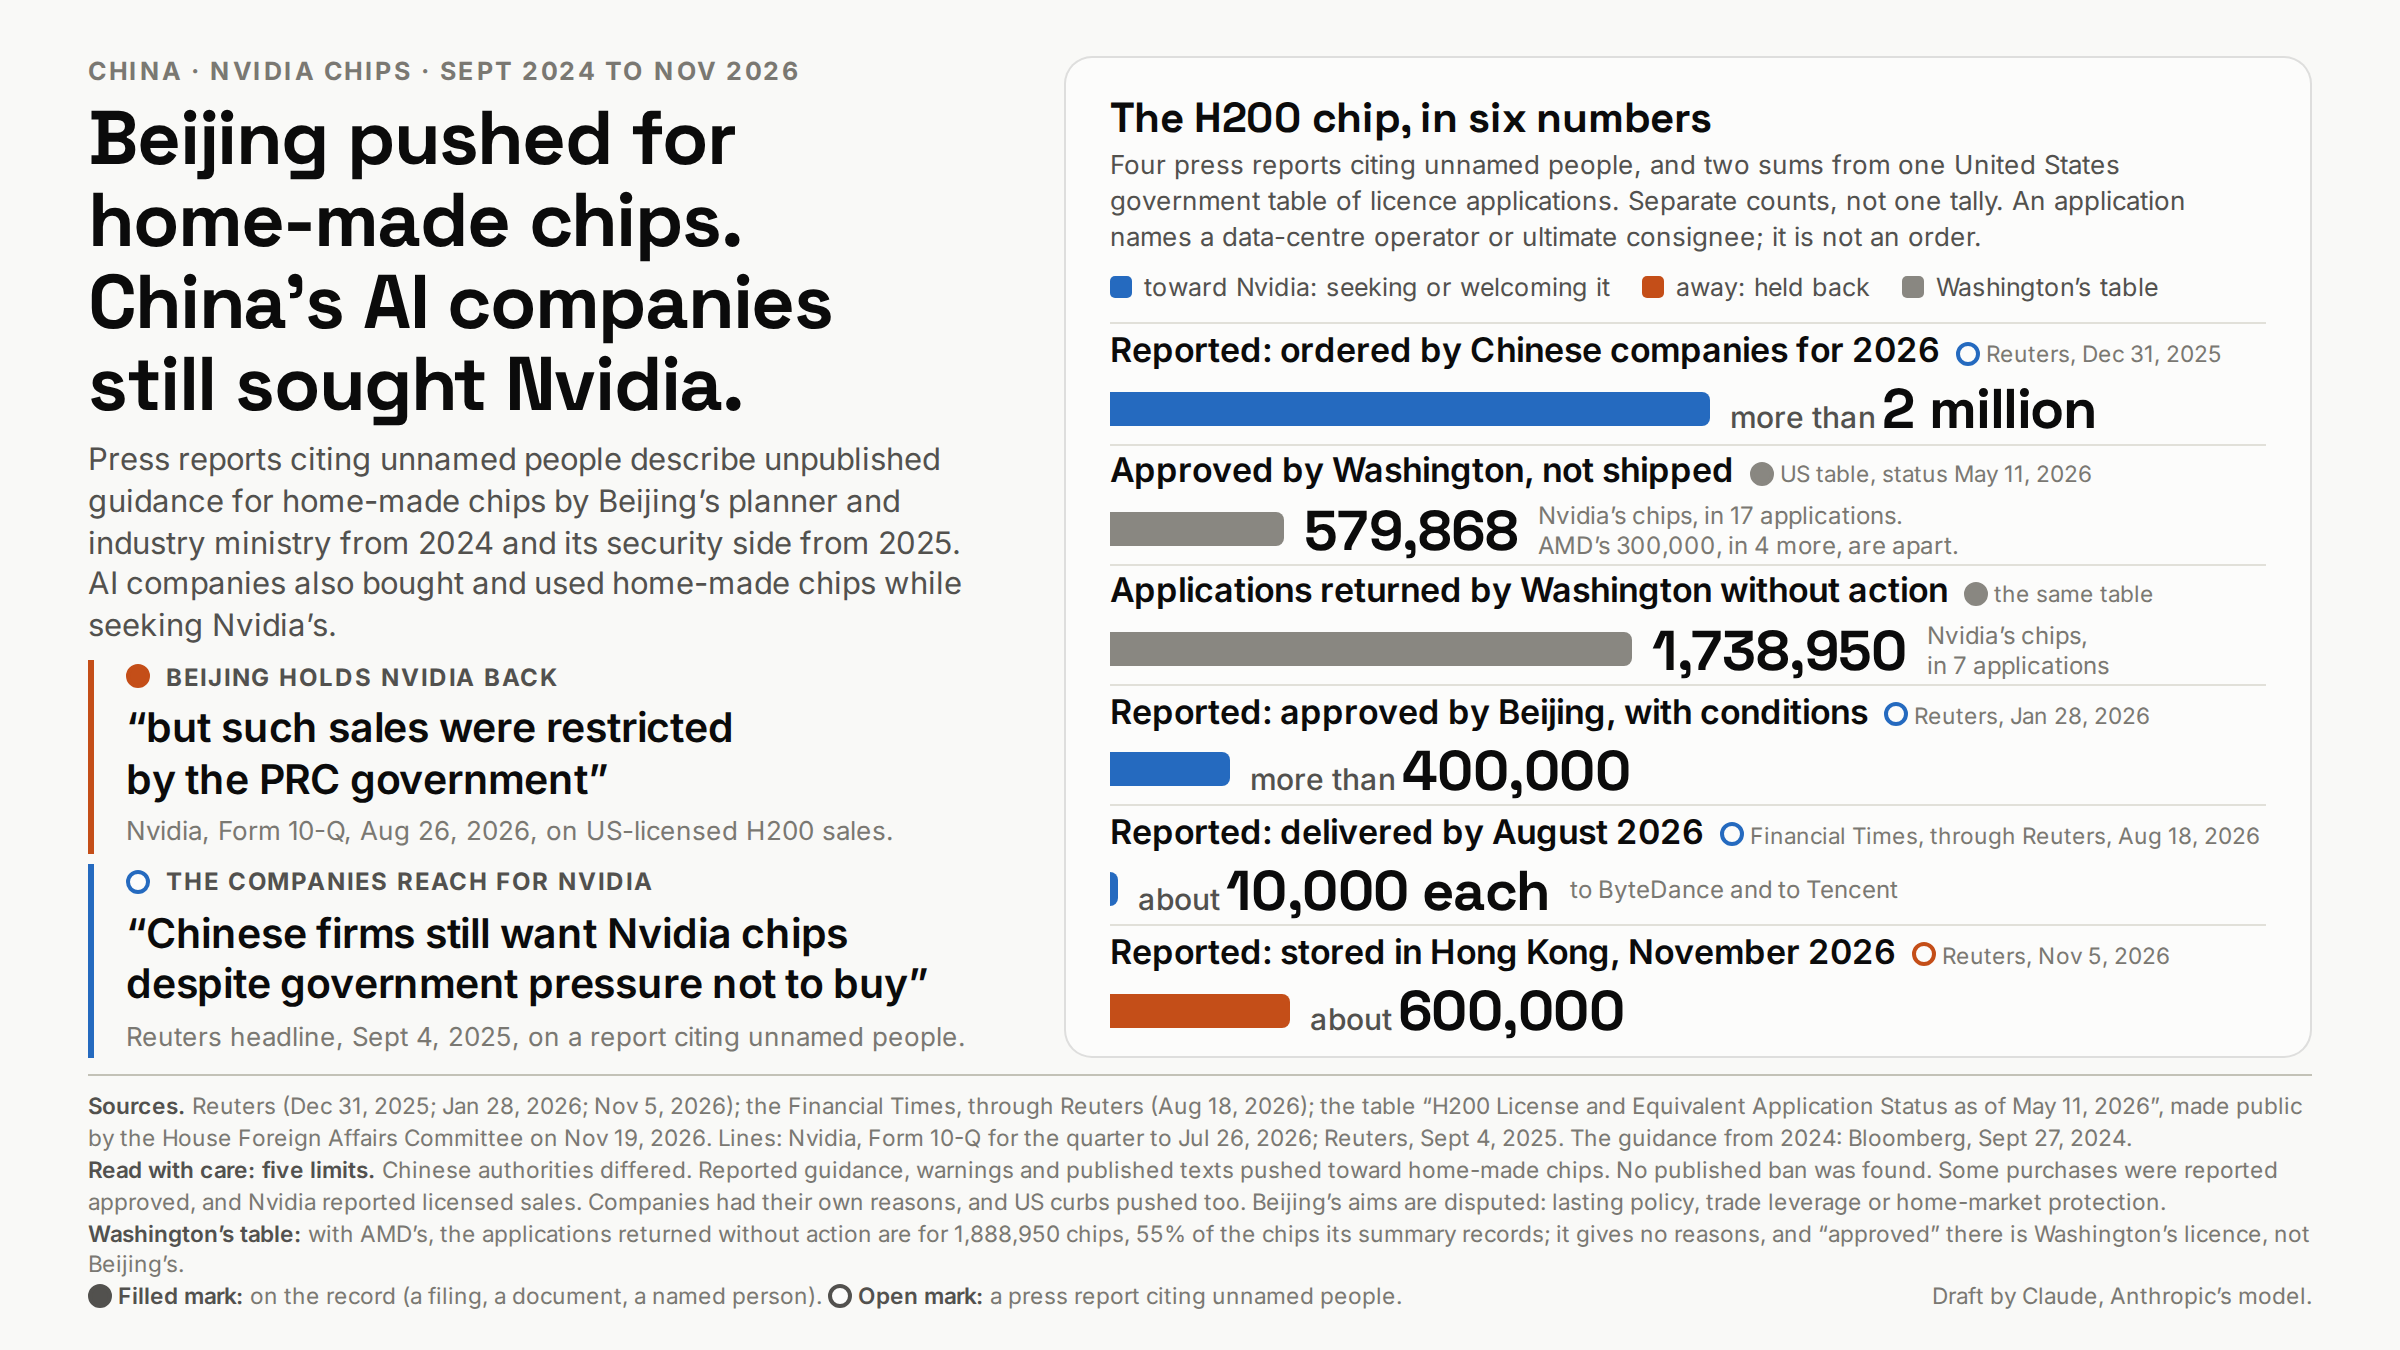 CHINA · NVIDIA CHIPS · SEPT 2024 TO NOV 2026
Beijing pushed for
home-made chips.
China’s AI companies
still sought Nvidia.
Press reports citing unnamed people describe unpublished
guidance for home-made chips by Beijing’s planner and
industry ministry from 2024 and its security side from 2025.
AI companies also bought and used home-made chips while
seeking Nvidia’s.
BEIJING HOLDS NVIDIA BACK
“but such sales were restricted
by the PRC government”
Nvidia, Form 10-Q, Aug 26, 2026, on US-licensed H200 sales.
THE COMPANIES REACH FOR NVIDIA
“Chinese firms still want Nvidia chips
despite government pressure not to buy”
Reuters headline, Sept 4, 2025, on a report citing unnamed people.
The H200 chip, in six numbers
Four press reports citing unnamed people, and two sums from one United States
government table of licence applications. Separate counts, not one tally. An application
names a data-centre operator or ultimate consignee; it is not an order.
toward Nvidia: seeking or welcoming it away: held back Washington’s table
Reported: ordered by Chinese companies for 2026 Reuters, Dec 31, 2025
more than 2 million
Approved by Washington, not shipped US table, status May 11, 2026
579,868 Nvidia’s chips, in 17 applications.
AMD’s 300,000, in 4 more, are apart.
Applications returned by Washington without action the same table
1,738,950 Nvidia’s chips,
in 7 applications
Reported: approved by Beijing, with conditions Reuters, Jan 28, 2026
more than 400,000
Reported: delivered by August 2026 Financial Times, through Reuters, Aug 18, 2026
about 10,000 each to ByteDance and to Tencent
Reported: stored in Hong Kong, November 2026 Reuters, Nov 5, 2026
about 600,000
Sources. Reuters (Dec 31, 2025; Jan 28, 2026; Nov 5, 2026); the Financial Times, through Reuters (Aug 18, 2026); the table “H200 License and Equivalent Application Status as of May 11, 2026”, made public
by the House Foreign Affairs Committee on Nov 19, 2026. Lines: Nvidia, Form 10-Q for the quarter to Jul 26, 2026; Reuters, Sept 4, 2025. The guidance from 2024: Bloomberg, Sept 27, 2024.
Read with care: five limits. Chinese authorities differed. Reported guidance, warnings and published texts pushed toward home-made chips. No published ban was found. Some purchases were reported
approved, and Nvidia reported licensed sales. Companies had their own reasons, and US curbs pushed too. Beijing’s aims are disputed: lasting policy, trade leverage or home-market protection.
Washington’s table: with AMD’s, the applications returned without action are for 1,888,950 chips, 55% of the chips its summary records; it gives no reasons, and “approved” there is Washington’s licence, not
Beijing’s.
Filled mark: on the record (a filing, a document, a named person). Open mark: a press report citing unnamed people.
Draft by Claude, Anthropic’s model.